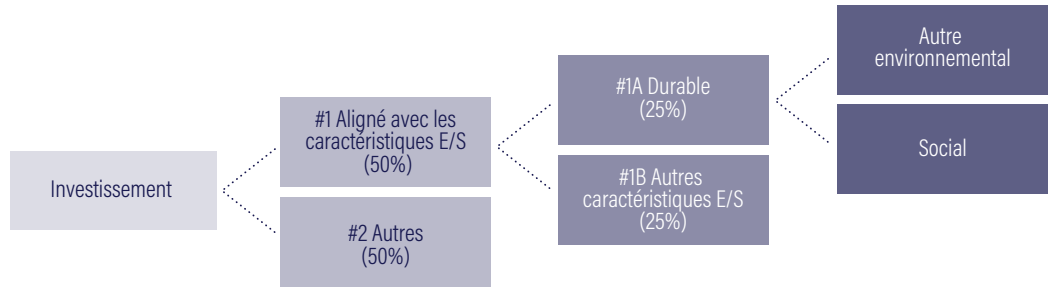 Investissement
#1 Aligné avec les
caractéristiques E/S
(50%)
#2 Autres
(50%)
#1A Durable
(25%)
#1B Autres
caractéristiques E/S
(25%)
Autre
environnemental
Social